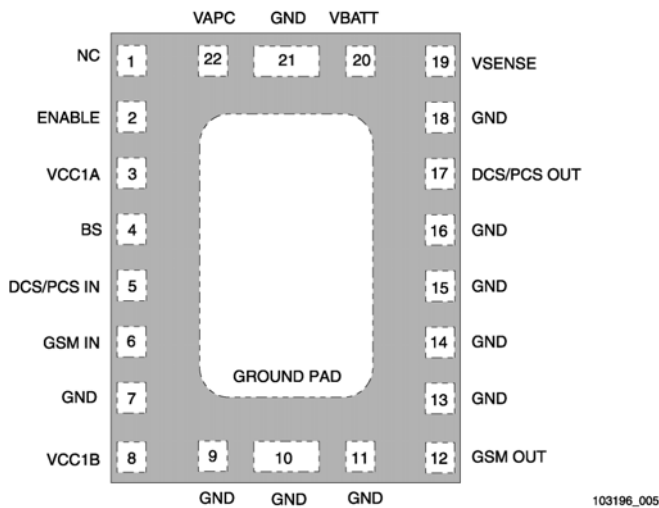 VAPC GND VBATT
NC 1 22 21 20 19 VSENSE
ENABLE 2 18 GND
VCC1A 3 17 DCS/PCS OUT
BS 4 16 GND
DCS/PCS IN 5 15 GND
GSM IN 6 14 GND
GROUND PAD
GND 7 13 GND
VCC1B 8 9 10 11 12 GSM OUT
GND GND GND
103196_005